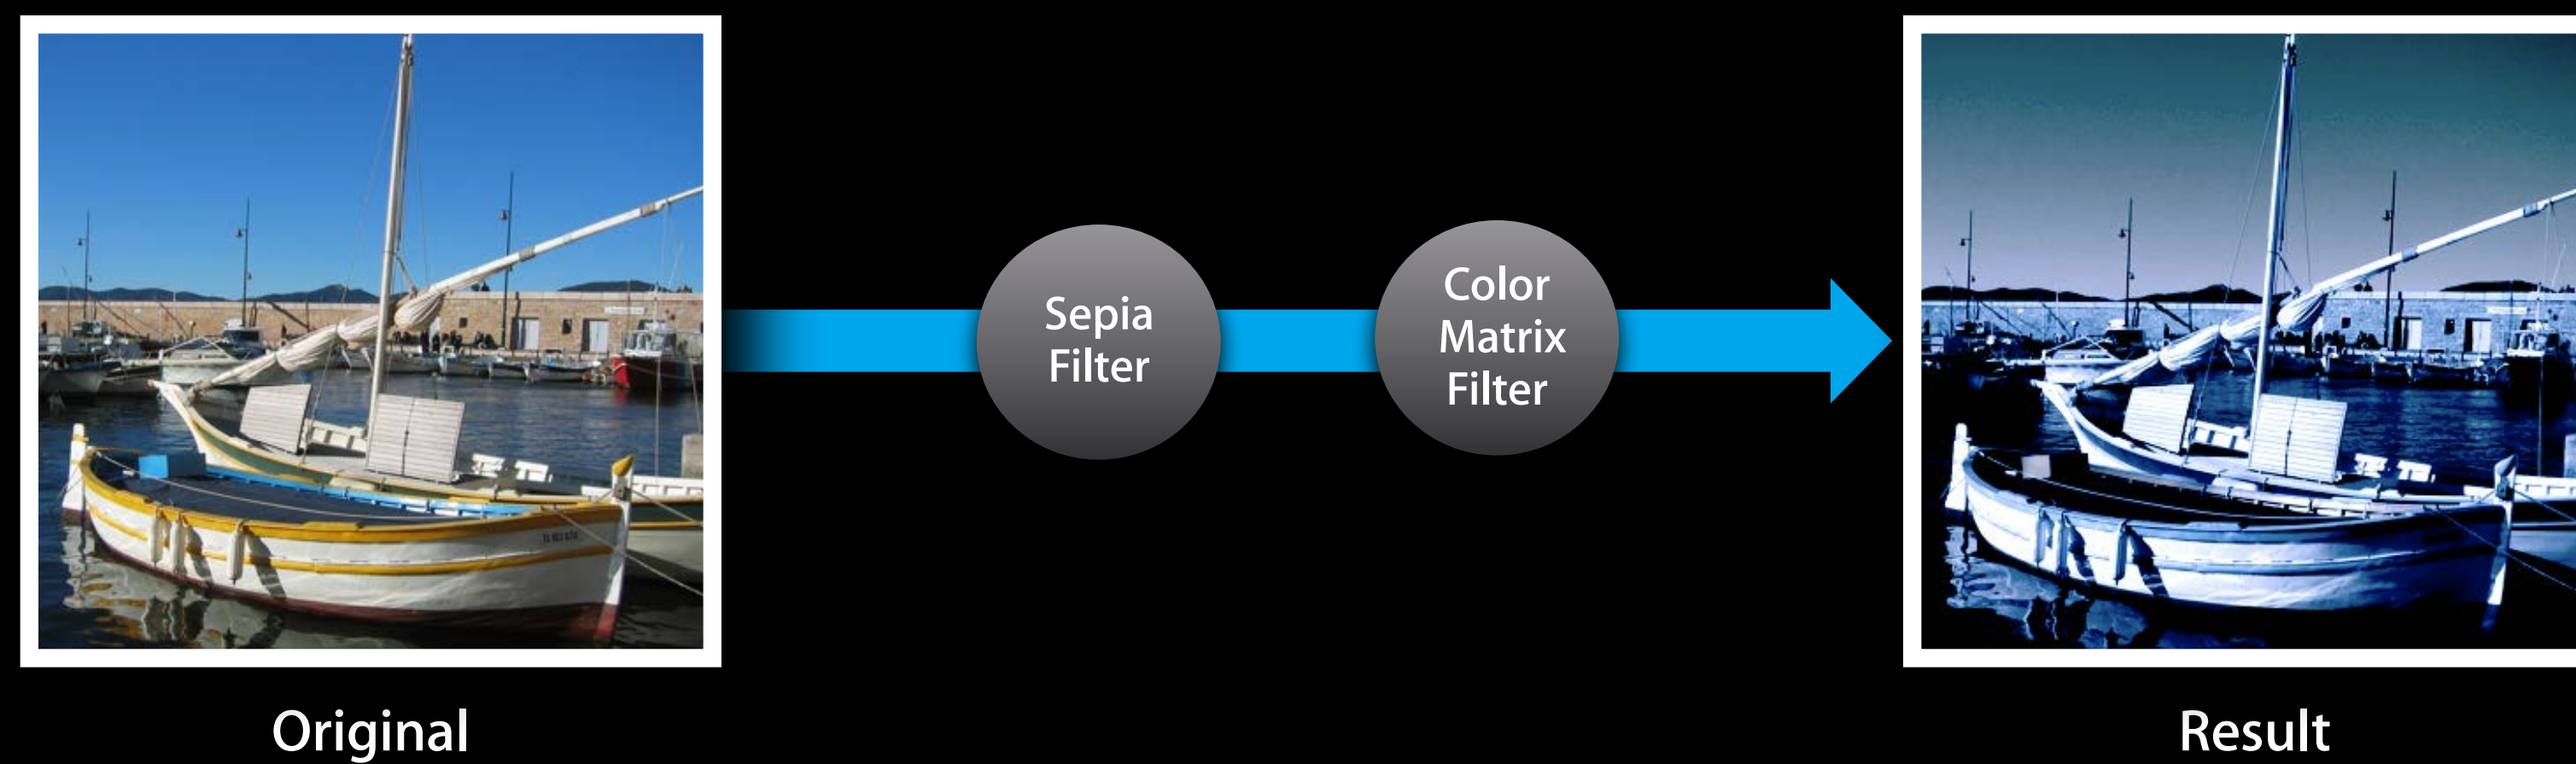 Sepia
Filter
Color
Matrix
Filter
Original
Result